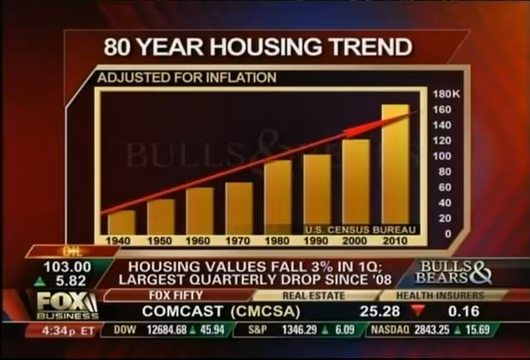 80 YEAR HOUSING TREND
ADJUSTED FOR INFLATION
BULLS&
180K
160
140
120
100
80
60
40
20
0
U.S. CENSUS BUREAU
1940 1950 1960 1970 1980 1990 2000 2010
OIL
103.00
▲ 5.82
HOUSING VALUES FALL 3% IN 1Q;
LARGEST QUARTERLY DROP SINCE '08
BULLS
& BEARS
FOX FIFTY REAL ESTATE HEALTH INSURERS
FOX
BUSINESS
COMCAST (CMCSA) 25.28 ▼ 0.16
4:34p ET DOW 12684.68 ▲ 45.94 S&P 1346.29 ▲ 6.09 NASDAQ 2843.25 ▲ 15.69